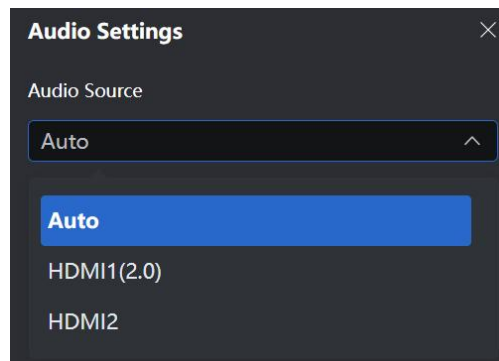 Audio Settings
Audio Source
Auto
Auto
HDMI1(2.0)
HDMI2